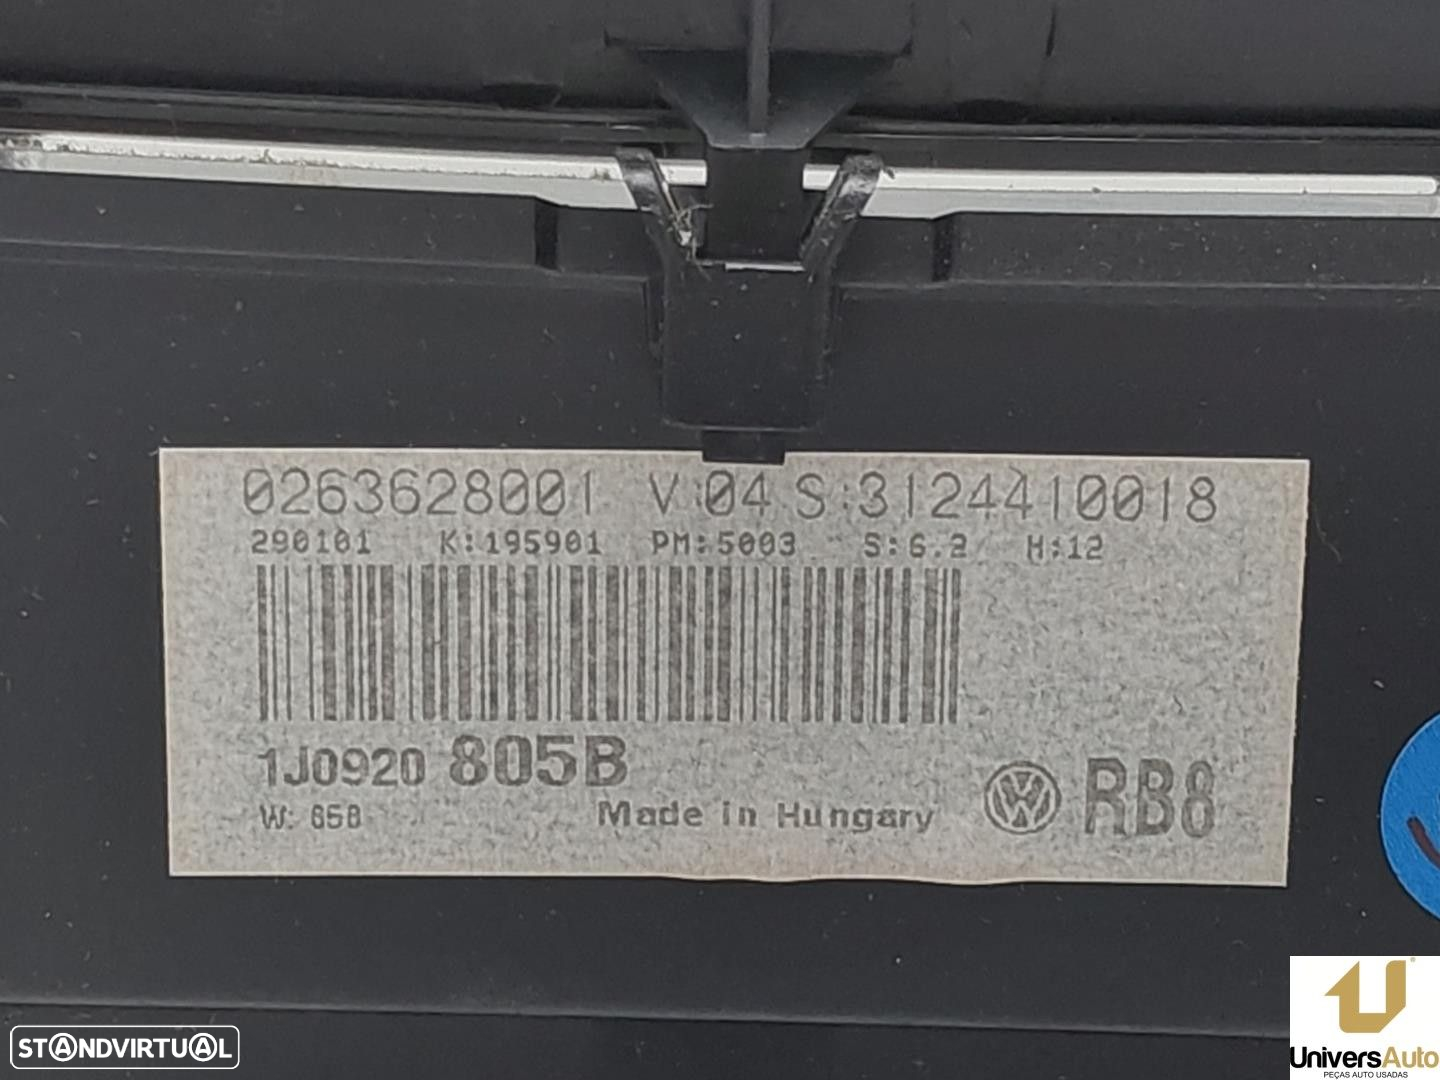 0263628001 V:04 S:3124410018
290101 K:195901 PM:5003 S:6.2 H:12
1J0920 805B
W: 658
Made in Hungary
RB8
STANDVIRTUAL
UniversAuto
PEÇAS AUTO USADAS